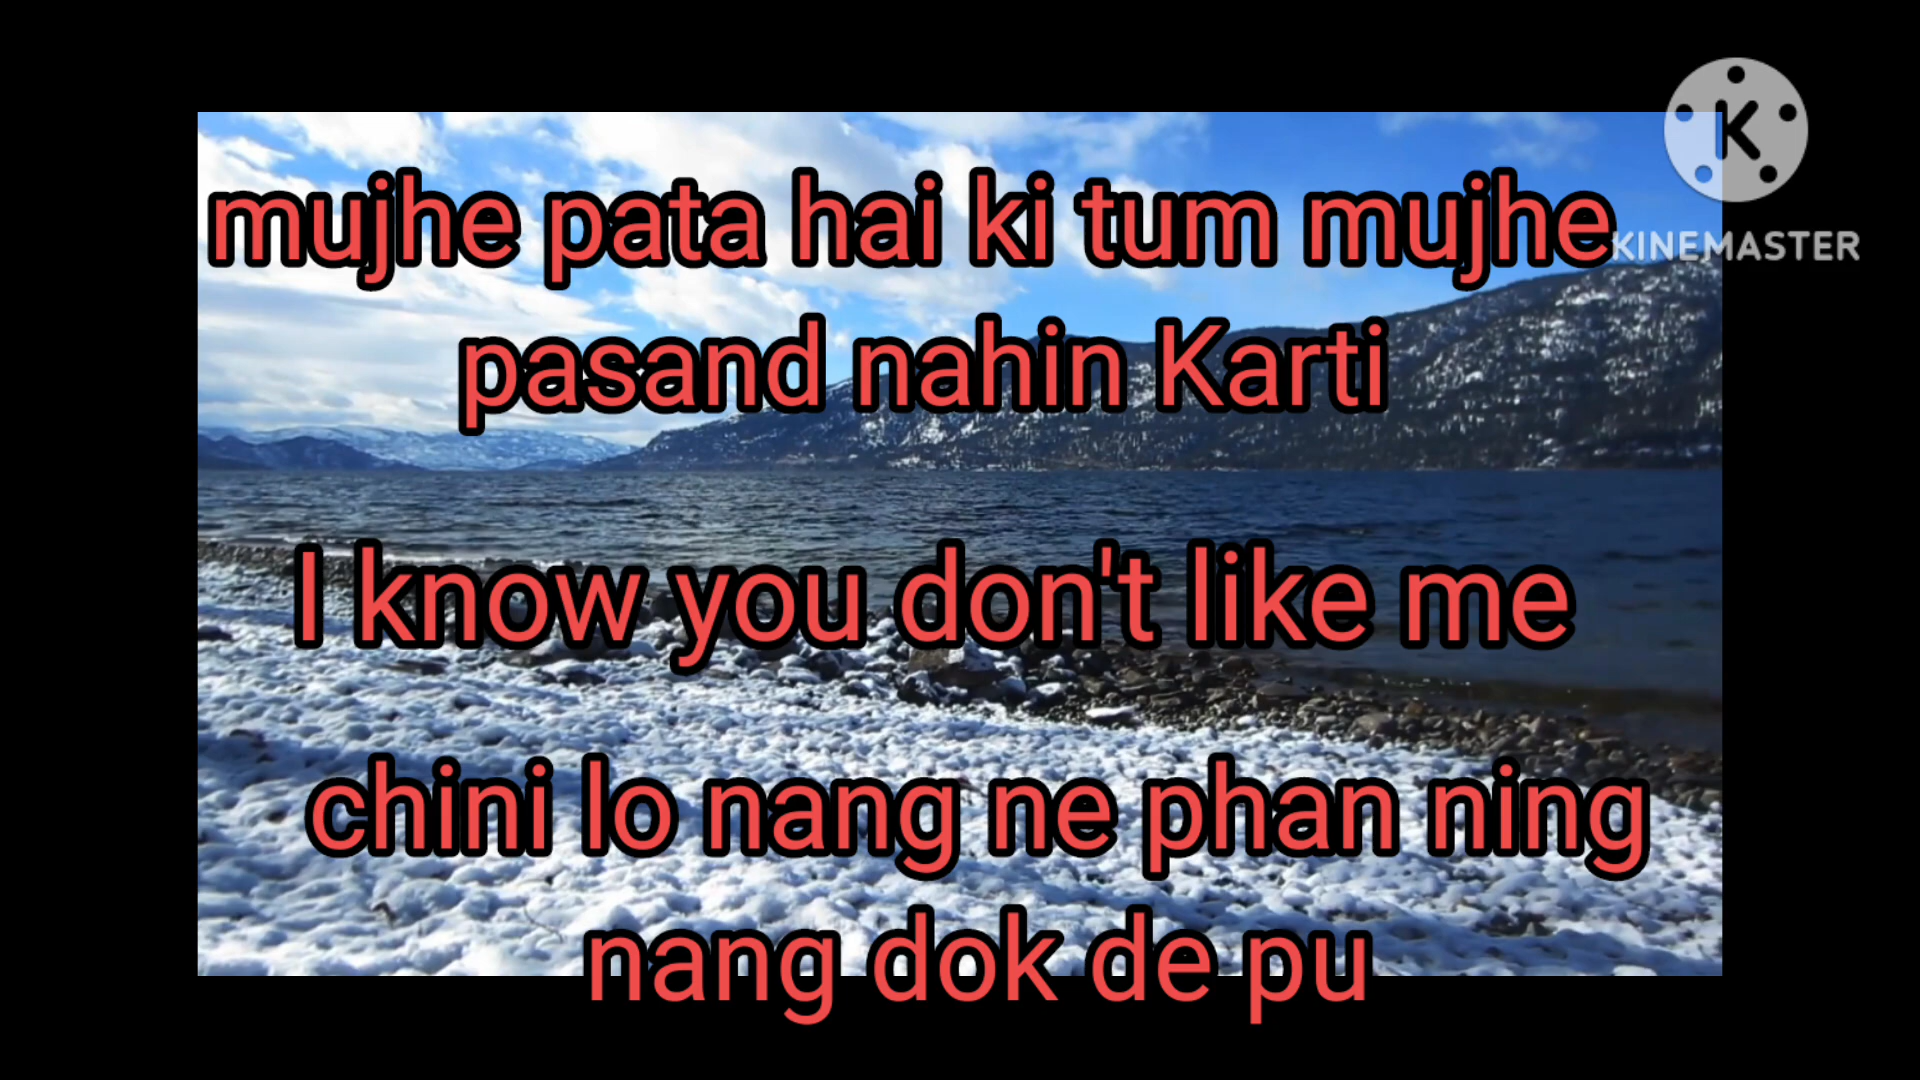 mujhe pata hai ki tum mujhe
pasand nahin Karti
I know you don't like me
chini lo nang ne phan ning
nang dok de pu
K
KINEMASTER